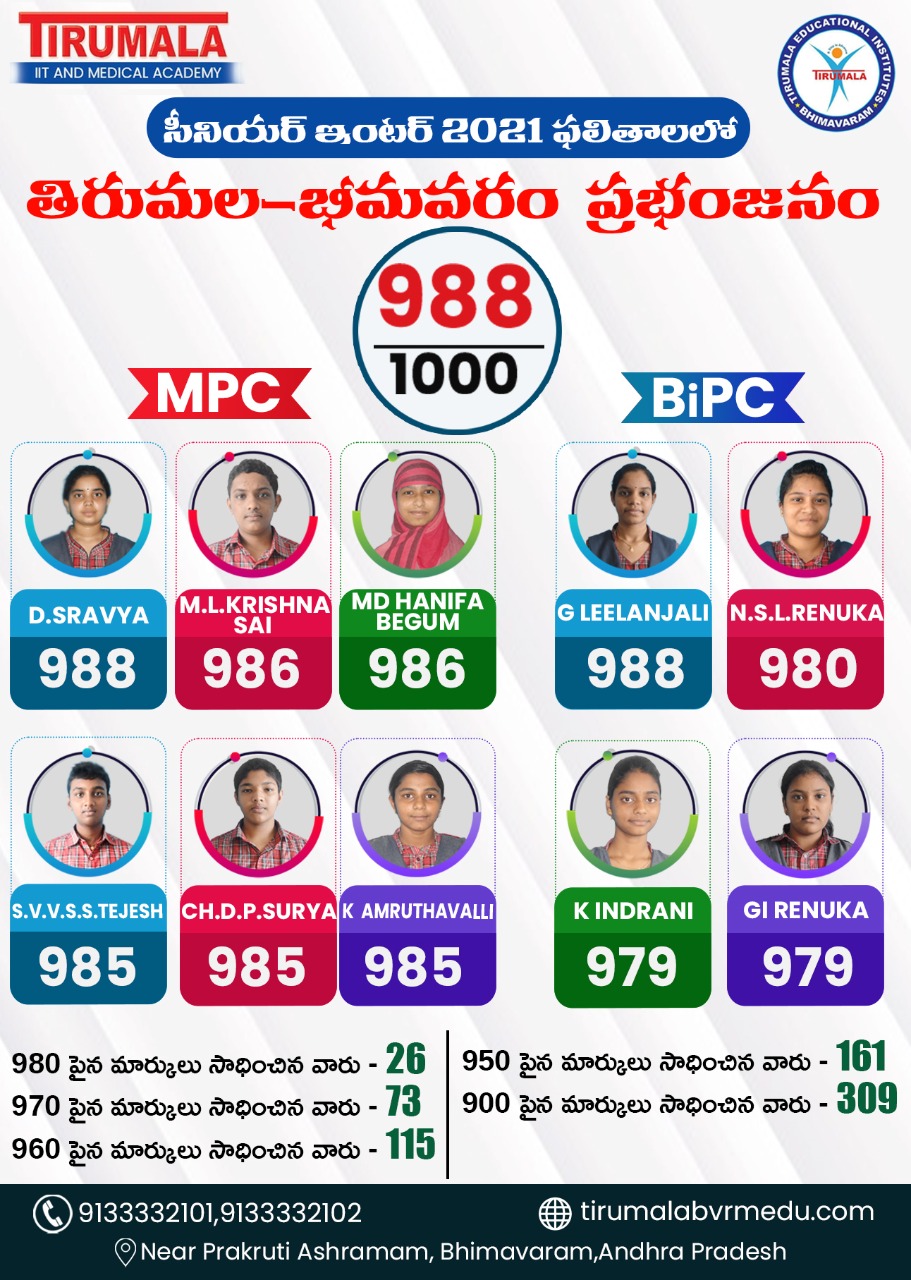 TIRUMALA
IIT AND MEDICAL ACADEMY
TIRUMALA EDUCATIONAL INSTITUTES
TIRUMALA
BHIMAVARAM
సీనియర్ ఇంటర్ 2021 ఫలితాలలో
తిరుమల-భీమవరం ప్రభంజనం
988
1000
MPC
BiPC
D.SRAVYA
988
M.L.KRISHNA
SAI
986
MD HANIFA
BEGUM
986
G LEELANJALI
988
N.S.L.RENUKA
980
S.V.V.S.S.TEJESH
985
CH.D.P.SURYA
985
K AMRUTHAVALLI
985
K INDRANI
979
GI RENUKA
979
980 పైన మార్కులు సాధించిన వారు - 26
970 పైన మార్కులు సాధించిన వారు - 73
960 పైన మార్కులు సాధించిన వారు - 115
950 పైన మార్కులు సాధించిన వారు - 161
900 పైన మార్కులు సాధించిన వారు - 309
9133332101,9133332102
tirumalabvrmedu.com
Near Prakruti Ashramam, Bhimavaram,Andhra Pradesh